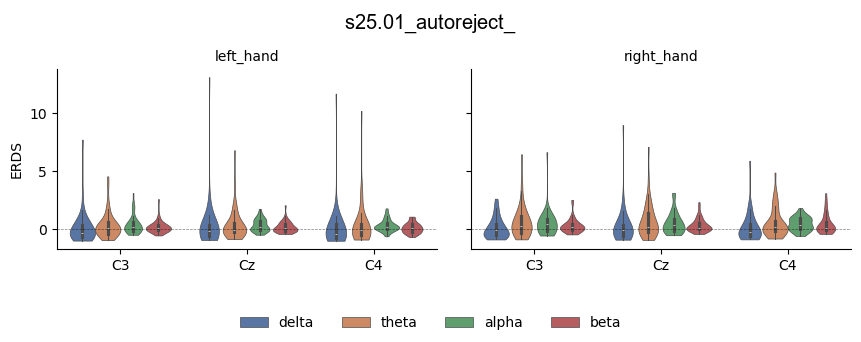 s25.01_autoreject_
left_hand
right_hand
ERDS
10
5
0
C3 Cz C4
C3 Cz C4
delta theta alpha beta